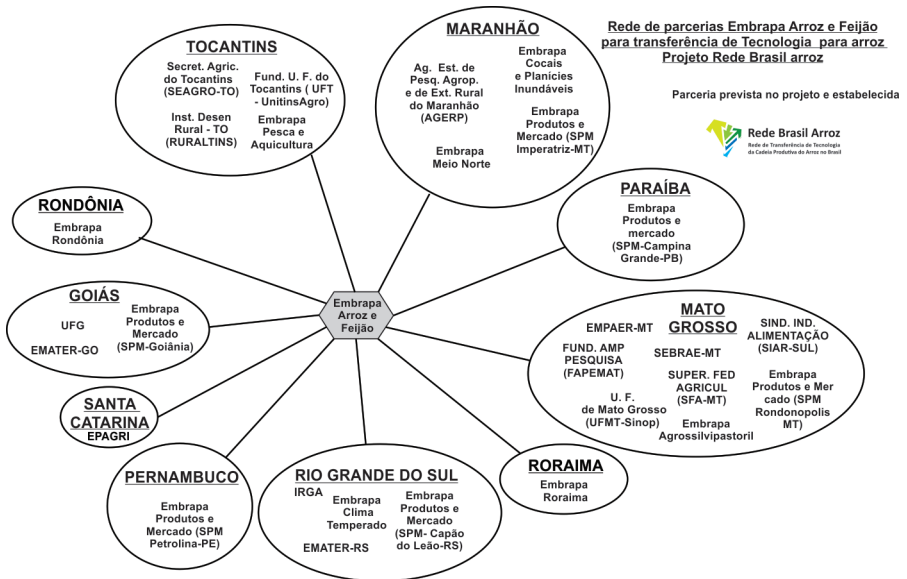 Rede de parcerias Embrapa Arroz e Feijão
para transferência de Tecnologia para arroz
Projeto Rede Brasil arroz
Parceria prevista no projeto e estabelecida
Rede Brasil Arroz
Rede de Transferência de Tecnologia
da Cadeia Produtiva do Arroz no Brasil
TOCANTINS
Secret. Agric.
do Tocantins
(SEAGRO-TO)
Fund. U. F. do
Tocantins ( UFT
- UnitinsAgro)
Inst. Desen
Rural - TO
(RURALTINS)
Embrapa
Pesca e
Aquicultura
MARANHÃO
Ag. Est. de
Pesq. Agrop.
e de Ext. Rural
do Maranhão
(AGERP)
Embrapa
Cocais
e Planícies
Inundáveis
Embrapa
Produtos e
Mercado (SPM
Imperatriz-MT)
Embrapa
Meio Norte
PARAÍBA
Embrapa
Produtos e
mercado
(SPM-Campina
Grande-PB)
RONDÔNIA
Embrapa
Rondônia
Embrapa
Arroz e
Feijão
GOIÁS
UFG
EMATER-GO
Embrapa
Produtos e
Mercado
(SPM-Goiânia)
MATO
GROSSO
EMPAER-MT
SIND. IND.
ALIMENTAÇÃO
(SIAR-SUL)
FUND. AMP
PESQUISA
(FAPEMAT)
SEBRAE-MT
SUPER. FED
AGRICUL
(SFA-MT)
Embrapa
Produtos e Mer
cado (SPM
Rondonopolis
MT)
U. F.
de Mato Grosso
(UFMT-Sinop)
Embrapa
Agrossilvipastoril
SANTA
CATARINA
EPAGRI
PERNAMBUCO
Embrapa
Produtos e
Mercado (SPM
Petrolina-PE)
RIO GRANDE DO SUL
IRGA
Embrapa
Clima
Temperado
Embrapa
Produtos e
Mercado
(SPM- Capão
do Leão-RS)
EMATER-RS
RORAIMA
Embrapa
Roraima